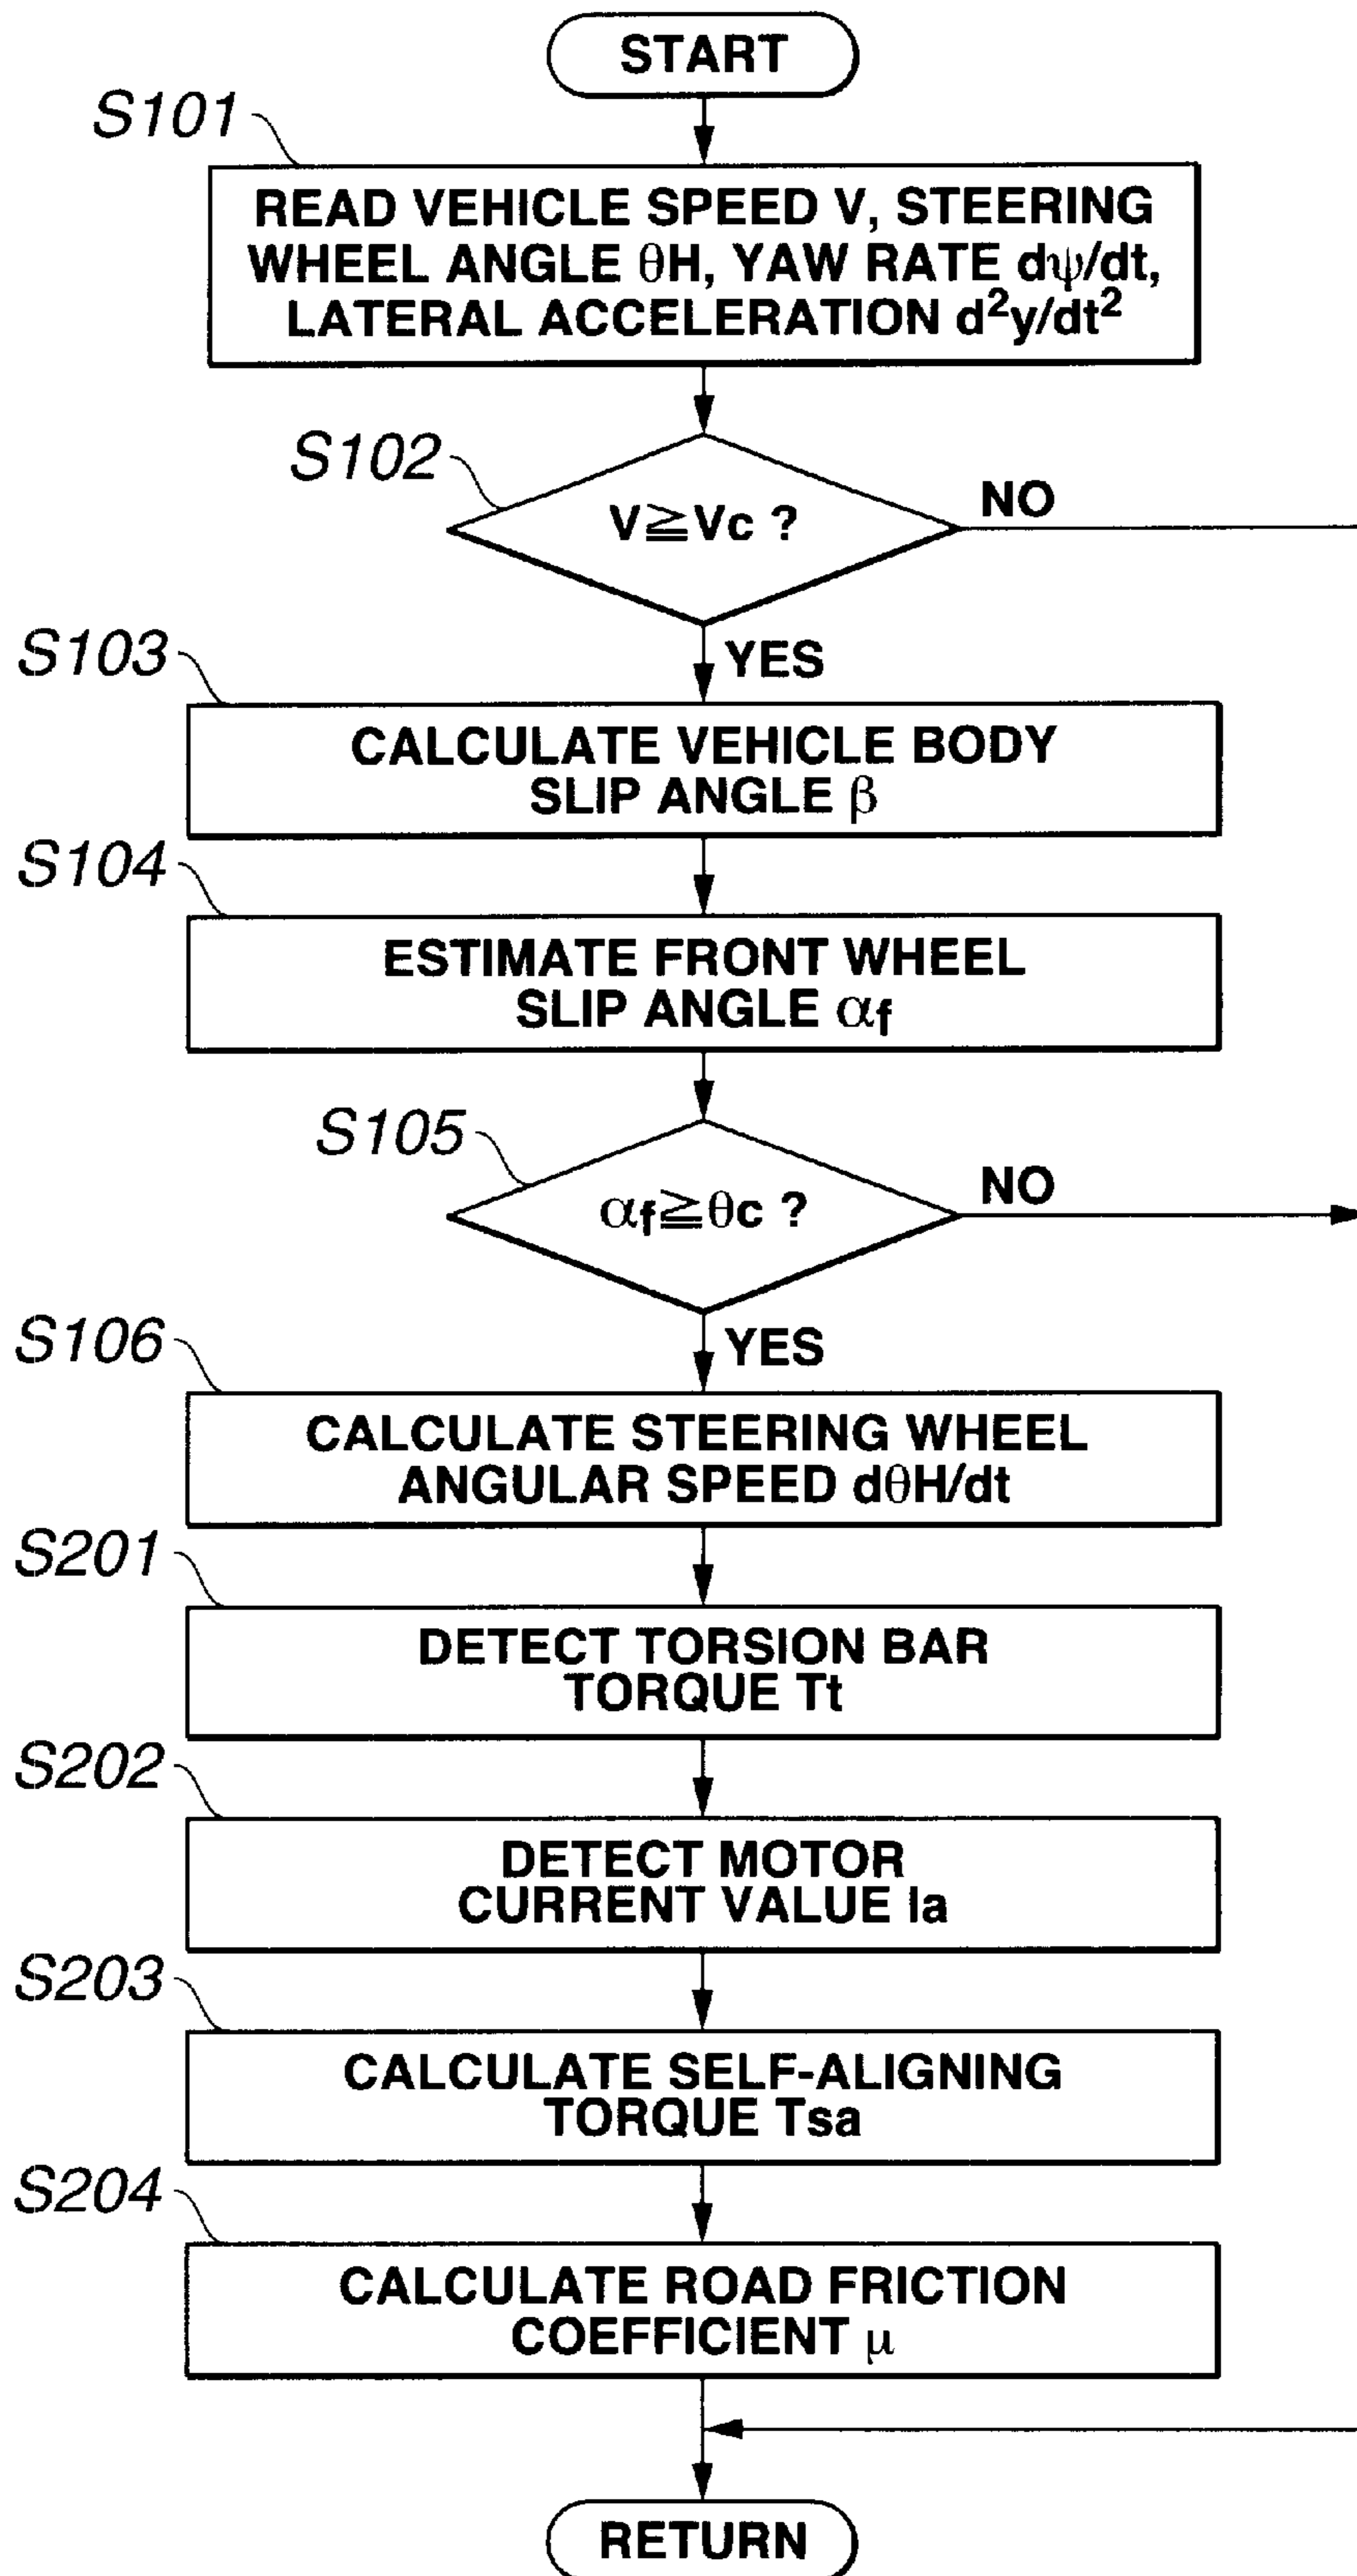 START
S101
READ VEHICLE SPEED V, STEERING
WHEEL ANGLE θH, YAW RATE dψ/dt,
LATERAL ACCELERATION d²y/dt²
S102
V≧Vc ?
NO
YES
S103
CALCULATE VEHICLE BODY
SLIP ANGLE β
S104
ESTIMATE FRONT WHEEL
SLIP ANGLE αf
S105
αf≧θc ?
NO
YES
S106
CALCULATE STEERING WHEEL
ANGULAR SPEED dθH/dt
S201
DETECT TORSION BAR
TORQUE Tt
S202
DETECT MOTOR
CURRENT VALUE Ia
S203
CALCULATE SELF-ALIGNING
TORQUE Tsa
S204
CALCULATE ROAD FRICTION
COEFFICIENT μ
RETURN